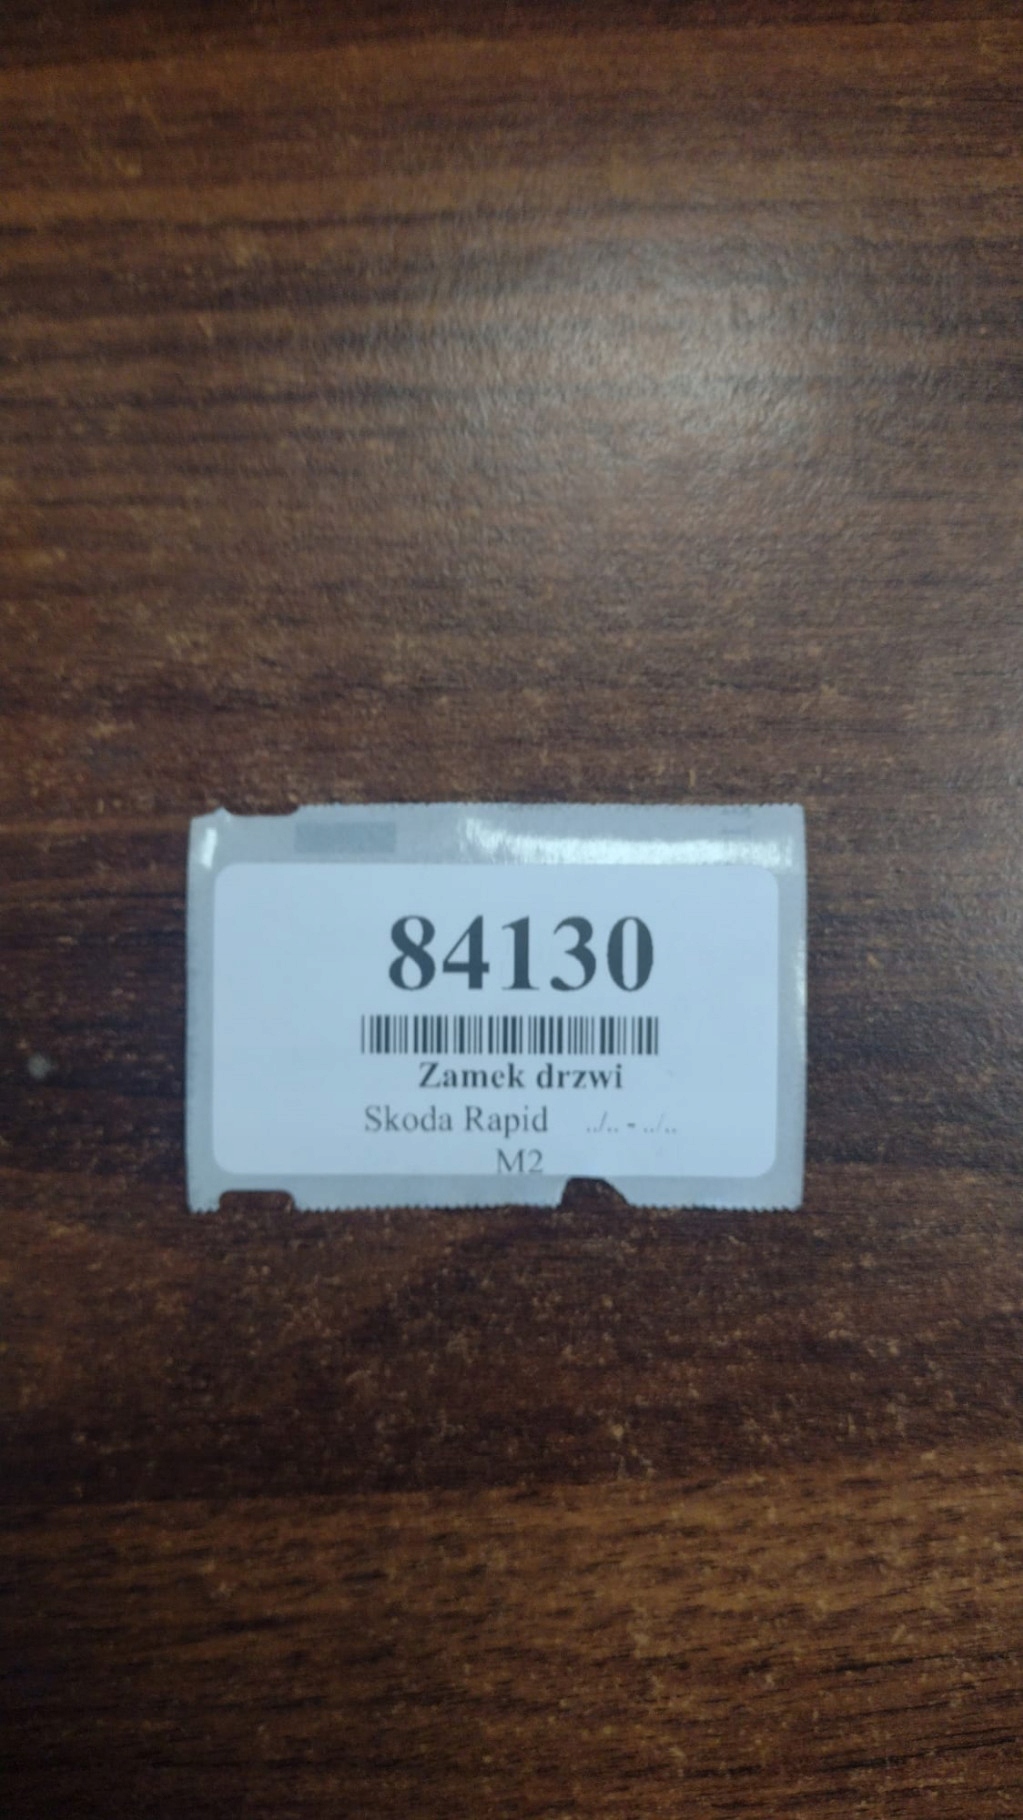 84130
Zamek drzwi
Skoda Rapid ../.. - ../..
M2